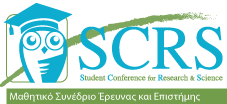 SCRS
Student Conference for Research & Science
Μαθητικό Συνέδριο Έρευνας και Επιστήμης